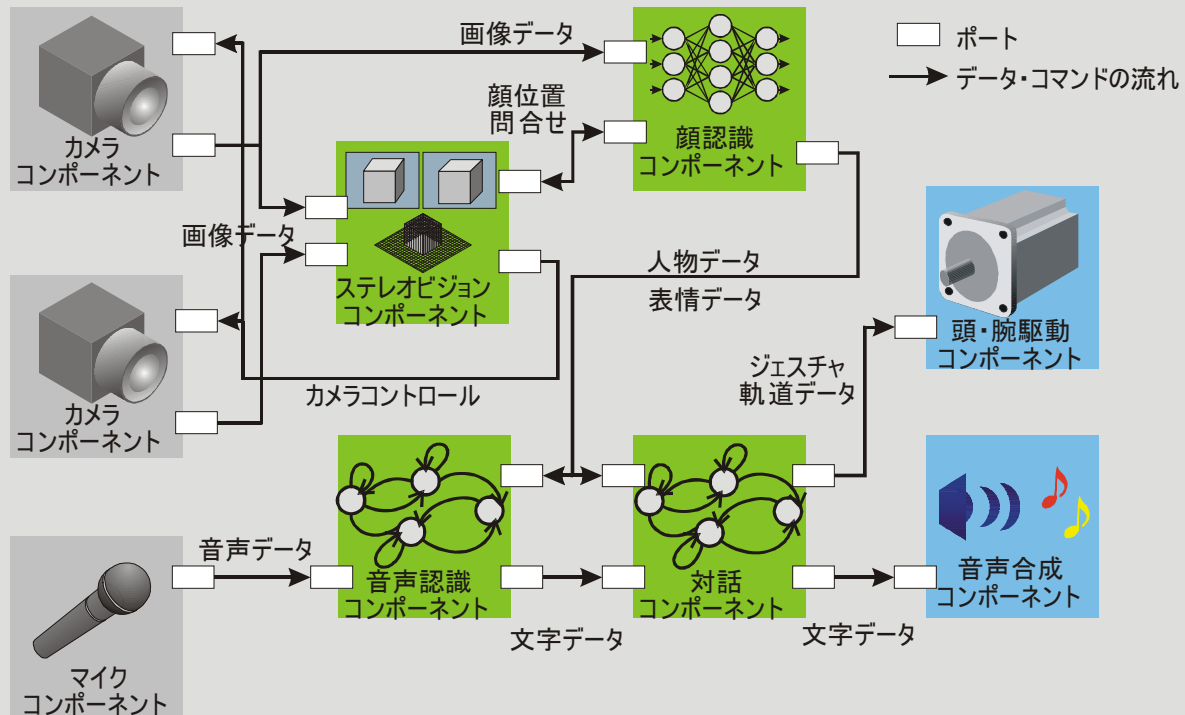 画像データ
ポート
データ・コマンドの流れ
顔位置
問合せ
カメラ
コンポーネント
顔認識
コンポーネント
画像データ
ステレオビジョン
コンポーネント
人物データ
表情データ
頭・腕駆動
コンポーネント
ジェスチャ
軌道データ
カメラコントロール
カメラ
コンポーネント
音声データ
音声認識
コンポーネント
対話
コンポーネント
音声合成
コンポーネント
文字データ
文字データ
マイク
コンポーネント